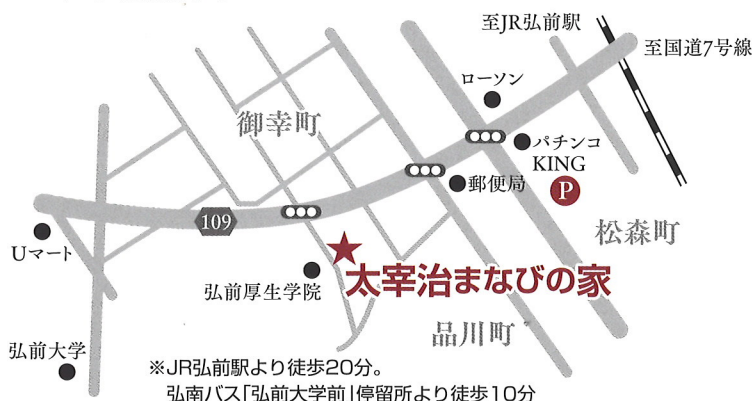 至JR弘前駅
至国道7号線
ローソン
御幸町
パチンコ
KING
P
郵便局
109
松森町
Uマート
太宰治まなびの家
弘前厚生学院
品川町
弘前大学
※JR弘前駅より徒歩20分。
弘南バス「弘前大学前」停留所より徒歩10分